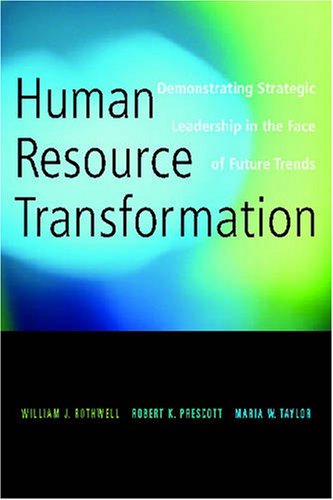 Demonstrating Strategic
Human
Leadership in the Face
Resource
of Future Trends
Transformation
WILLIAM J. ROTHWELL ROBERT K. PRESCOTT MARIA W. TAYLOR